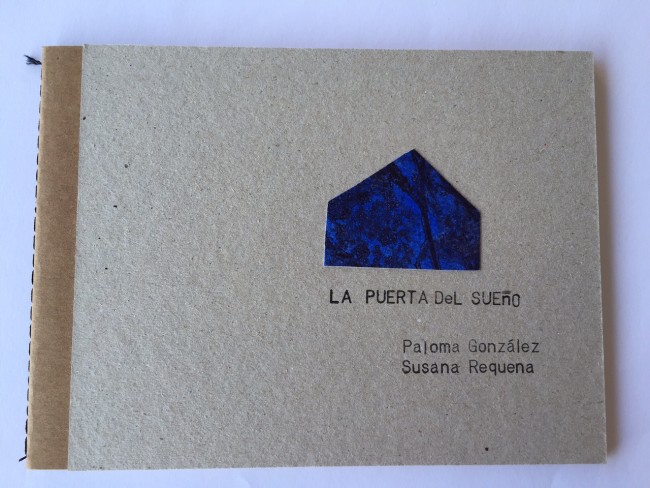 LA PUERTA DeL SUEñO
Paloma González
Susana Requena